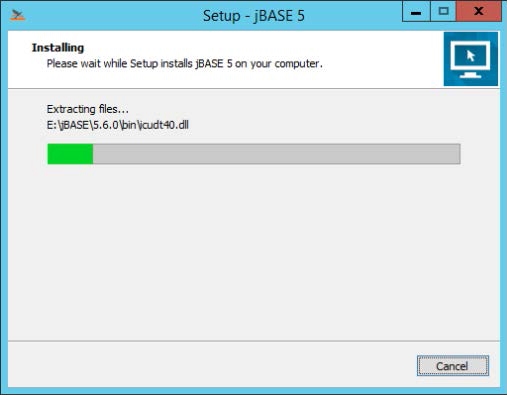 Setup - jBASE 5
Installing
Please wait while Setup installs jBASE 5 on your computer.
Extracting files...
E:\jBASE\5.6.0\bin\icudt40.dll
Cancel